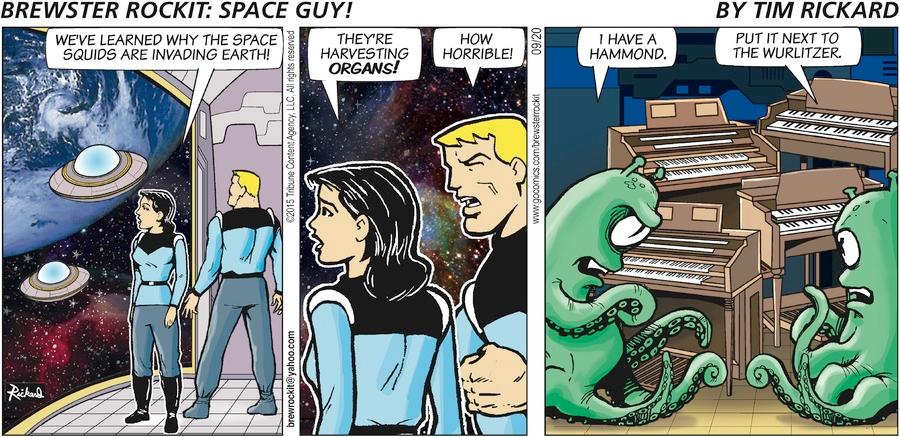 BREWSTER ROCKIT: SPACE GUY!
BY TIM RICKARD
WE'VE LEARNED WHY THE SPACE
SQUIDS ARE INVADING EARTH!
Rickard
©2015 Tribune Content Agency, LLC. All rights reserved
brewrockit@yahoo.com
THEY'RE
HARVESTING
ORGANS!
HOW
HORRIBLE!
09/20
www.gocomics.com/brewsterrockit
I HAVE A
HAMMOND.
PUT IT NEXT TO
THE WURLITZER.